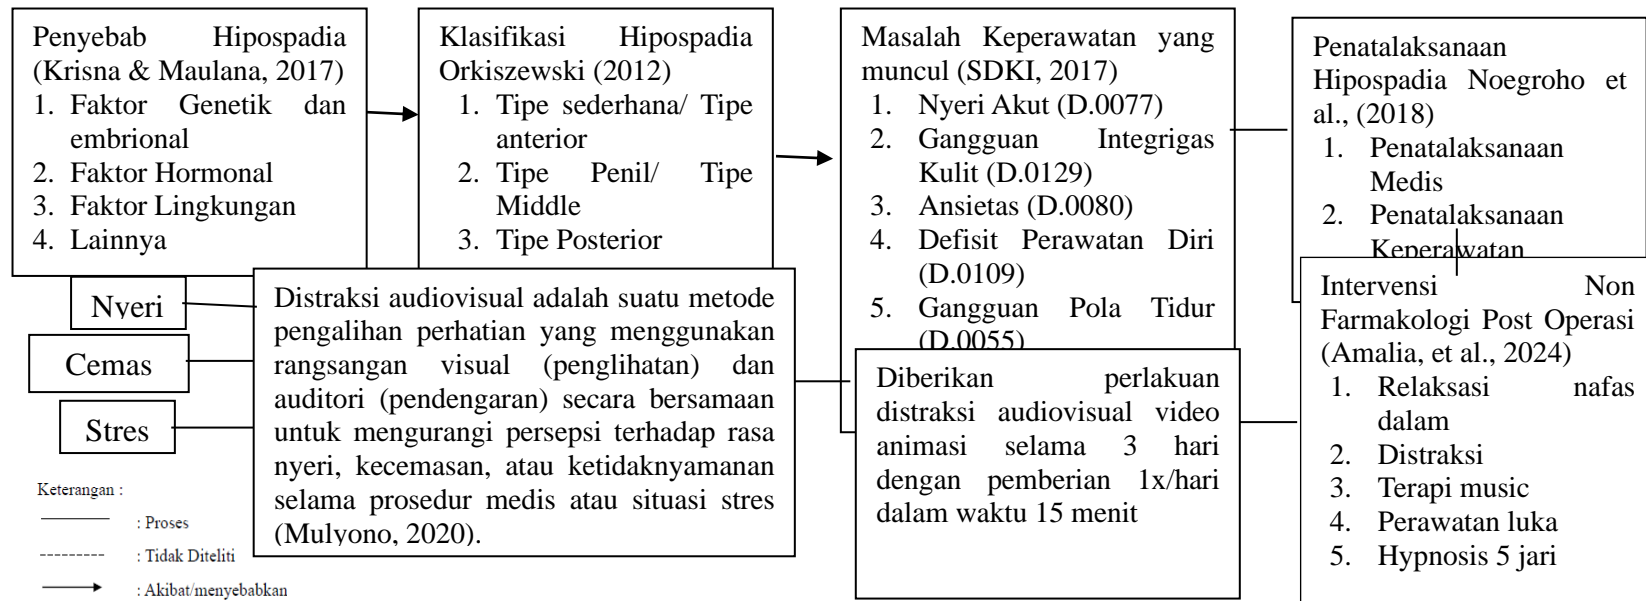 Penyebab Hipospadia
(Krisna & Maulana, 2017)
1. Faktor Genetik dan
embrional
2. Faktor Hormonal
3. Faktor Lingkungan
4. Lainnya
Klasifikasi Hipospadia
Orkiszewski (2012)
1. Tipe sederhana/ Tipe
anterior
2. Tipe Penil/ Tipe
Middle
3. Tipe Posterior
Masalah Keperawatan yang
muncul (SDKI, 2017)
1. Nyeri Akut (D.0077)
2. Gangguan Integrigas
Kulit (D.0129)
3. Ansietas (D.0080)
4. Defisit Perawatan Diri
(D.0109)
5. Gangguan Pola Tidur
(D.0055)
Penatalaksanaan
Hipospadia Noegroho et
al., (2018)
1. Penatalaksanaan
Medis
2. Penatalaksanaan
Keperawatan
Intervensi Non
Farmakologi Post Operasi
(Amalia, et al., 2024)
1. Relaksasi nafas
dalam
2. Distraksi
3. Terapi music
4. Perawatan luka
5. Hypnosis 5 jari
Diberikan perlakuan
distraksi audiovisual video
animasi selama 3 hari
dengan pemberian 1x/hari
dalam waktu 15 menit
Distraksi audiovisual adalah suatu metode
pengalihan perhatian yang menggunakan
rangsangan visual (penglihatan) dan
auditori (pendengaran) secara bersamaan
untuk mengurangi persepsi terhadap rasa
nyeri, kecemasan, atau ketidaknyamanan
selama prosedur medis atau situasi stres
(Mulyono, 2020).
Nyeri
Cemas
Stres
Keterangan :
: Proses
: Tidak Diteliti
: Akibat/menyebabkan